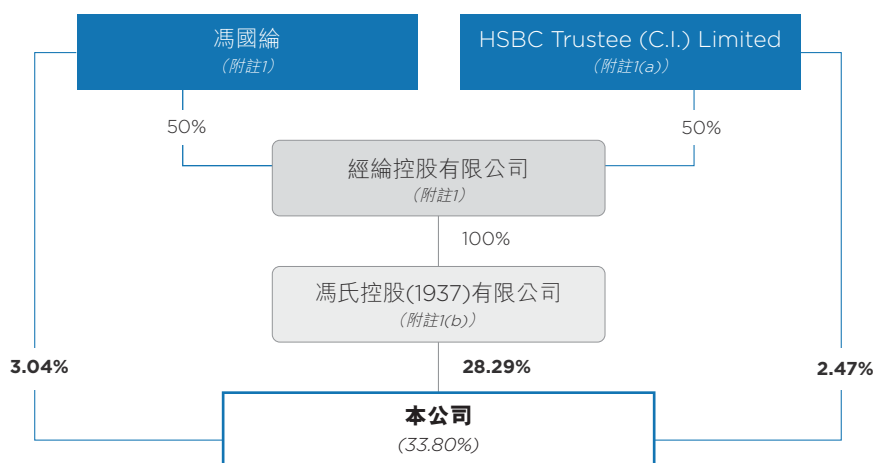 馮國綸
(附註1)
HSBC Trustee (C.I.) Limited
(附註1(a))
50%
50%
經綸控股有限公司
(附註1)
100%
馮氏控股(1937)有限公司
(附註1(b))
3.04%
28.29%
2.47%
本公司
(33.80%)